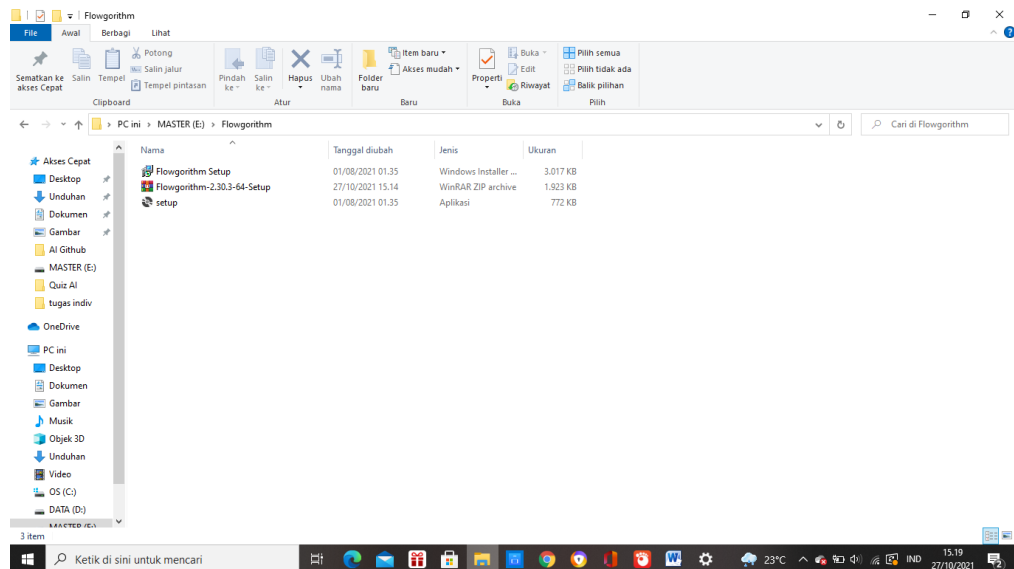 Flowgorithm
File Awal Berbagi Lihat
Sematkan ke akses Cepat
Salin
Tempel
Potong
Salin jalur
Tempel pintasan
Clipboard
Pindah ke
Salin ke
Hapus
Ubah nama
Atur
Folder baru
Item baru
Akses mudah
Baru
Properti
Buka
Edit
Riwayat
Buka
Pilih semua
Pilih tidak ada
Balik pilihan
Pilih
PC ini > MASTER (E:) > Flowgorithm
Cari di Flowgorithm
Nama Tanggal diubah Jenis Ukuran
Flowgorithm Setup 01/08/2021 01.35 Windows Installer ... 3.017 KB
Flowgorithm-2.30.3-64-Setup 27/10/2021 15.14 WinRAR ZIP archive 1.923 KB
setup 01/08/2021 01.35 Aplikasi 772 KB
Akses Cepat
Desktop
Unduhan
Dokumen
Gambar
AI Github
MASTER (E:)
Quiz AI
tugas indiv
OneDrive
PC ini
Desktop
Dokumen
Gambar
Musik
Objek 3D
Unduhan
Video
OS (C:)
DATA (D:)
MASTER (E:)
3 item
Ketik di sini untuk mencari
23°C
IND
15.19
27/10/2021
2